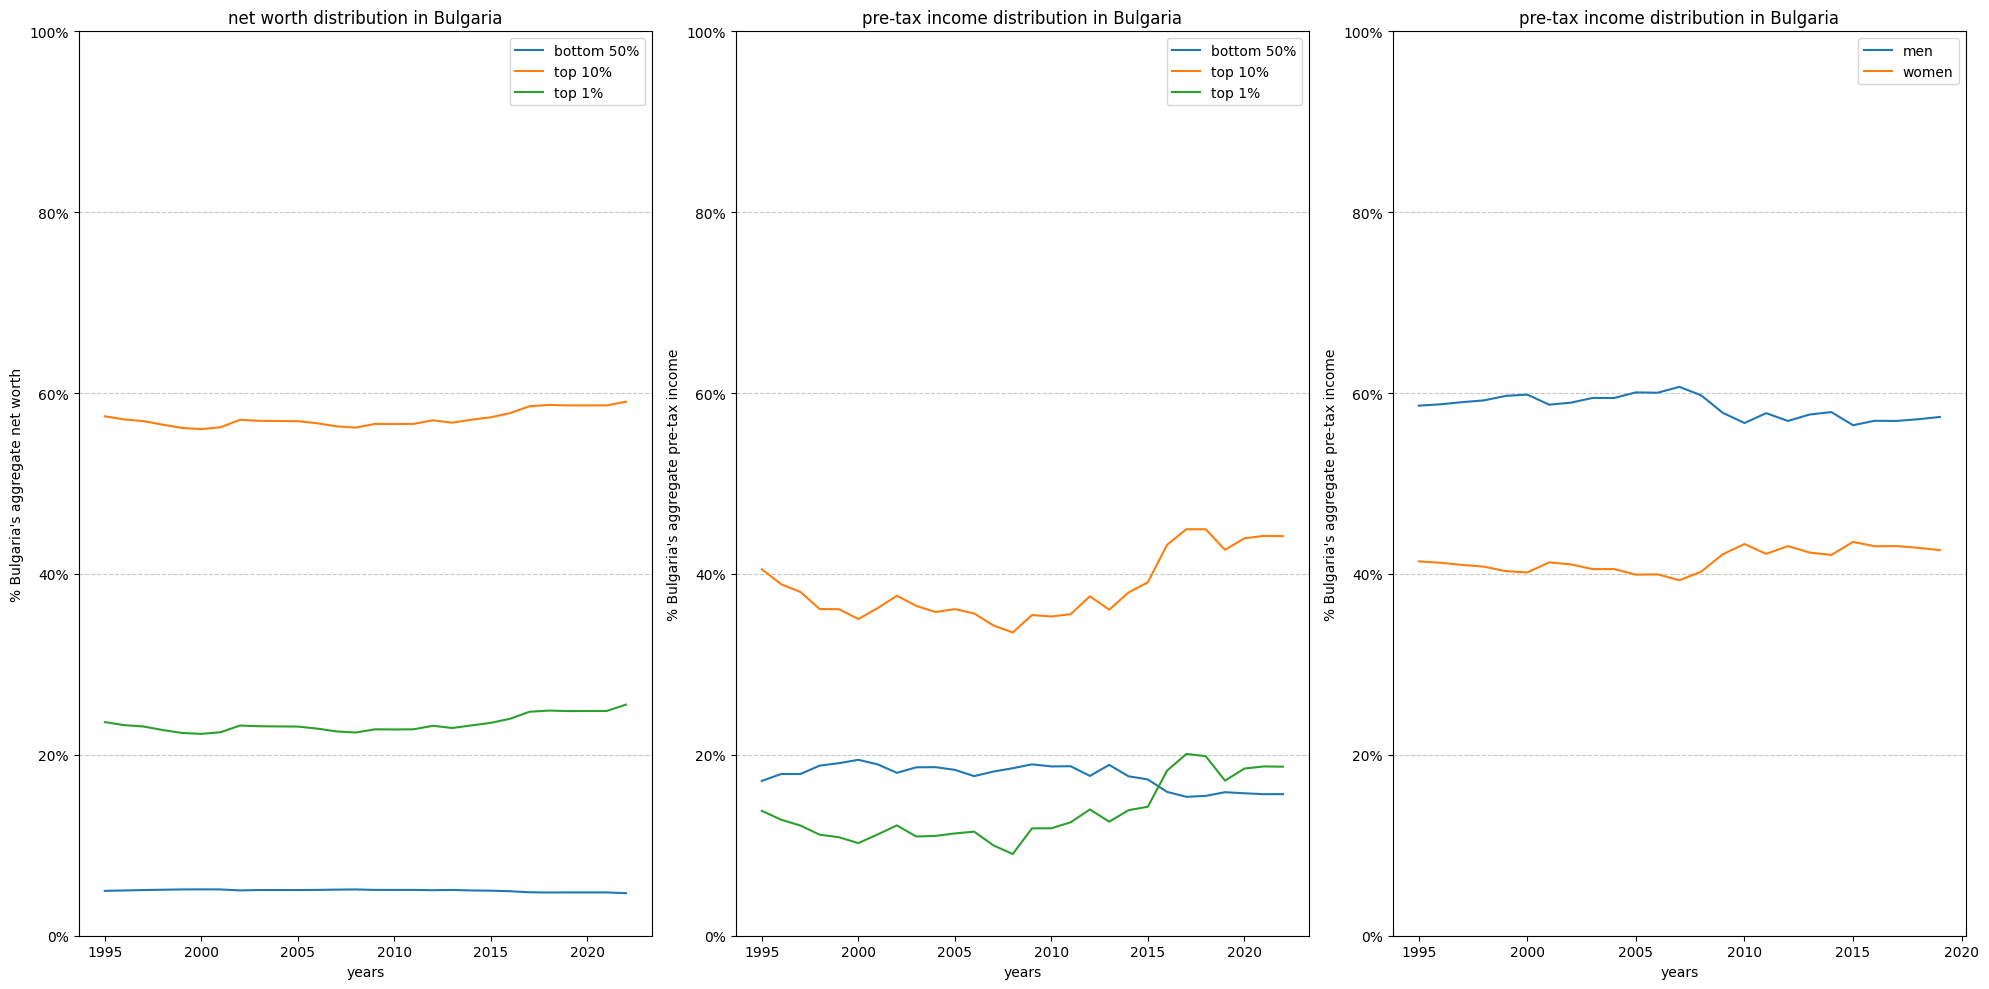 net worth distribution in Bulgaria
100%
80%
60%
40%
20%
0%
% Bulgaria's aggregate net worth
bottom 50%
top 10%
top 1%
1995 2000 2005 2010 2015 2020
years
pre-tax income distribution in Bulgaria
100%
80%
60%
40%
20%
0%
% Bulgaria's aggregate pre-tax income
bottom 50%
top 10%
top 1%
1995 2000 2005 2010 2015 2020
years
pre-tax income distribution in Bulgaria
100%
80%
60%
40%
20%
0%
% Bulgaria's aggregate pre-tax income
men
women
1995 2000 2005 2010 2015 2020
years